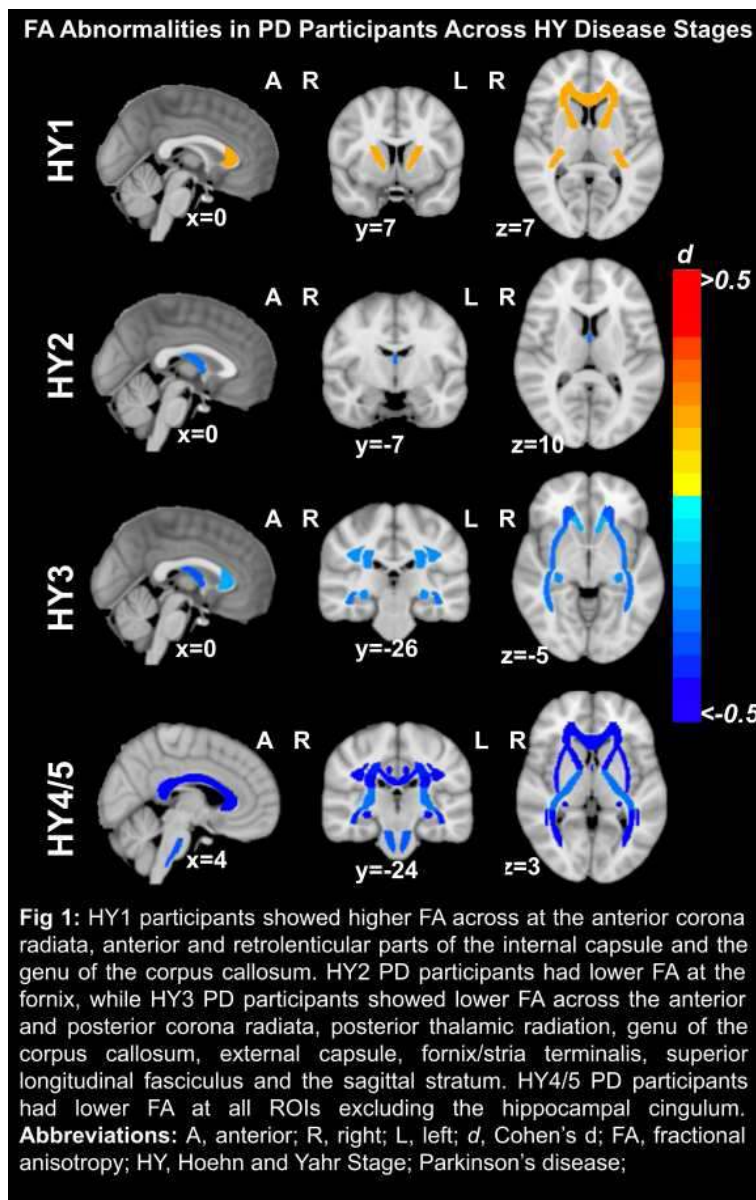 FA Abnormalities in PD Participants Across HY Disease Stages
A R L R
HY1
x=0 y=7 z=7
d
>0.5
A R L R
HY2
x=0 y=-7 z=10
A R L R
HY3
x=0 y=-26 z=-5
<-0.5
A R L R
HY4/5
x=4 y=-24 z=3
Fig 1: HY1 participants showed higher FA across at the anterior corona
radiata, anterior and retrolenticular parts of the internal capsule and the
genu of the corpus callosum. HY2 PD participants had lower FA at the
fornix, while HY3 PD participants showed lower FA across the anterior
and posterior corona radiata, posterior thalamic radiation, genu of the
corpus callosum, external capsule, fornix/stria terminalis, superior
longitudinal fasciculus and the sagittal stratum. HY4/5 PD participants
had lower FA at all ROIs excluding the hippocampal cingulum.
Abbreviations: A, anterior; R, right; L, left; d, Cohen's d; FA, fractional
anisotropy; HY, Hoehn and Yahr Stage; Parkinson's disease;